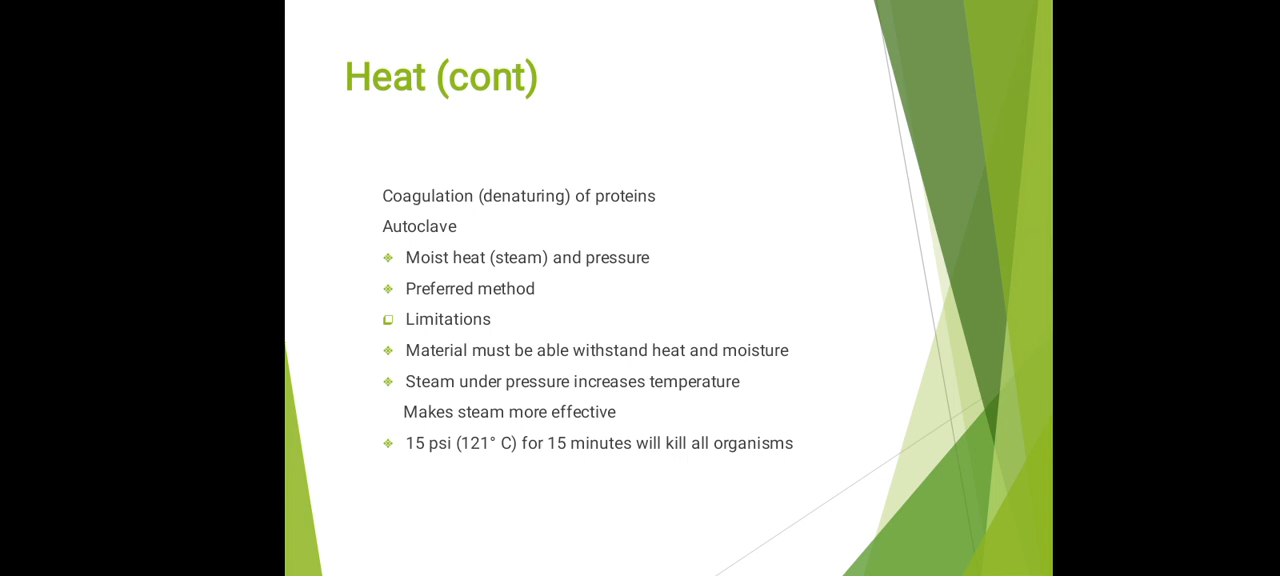 Heat (cont)
Coagulation (denaturing) of proteins
Autoclave
Moist heat (steam) and pressure
Preferred method
Limitations
Material must be able withstand heat and moisture
Steam under pressure increases temperature
Makes steam more effective
15 psi (121° C) for 15 minutes will kill all organisms